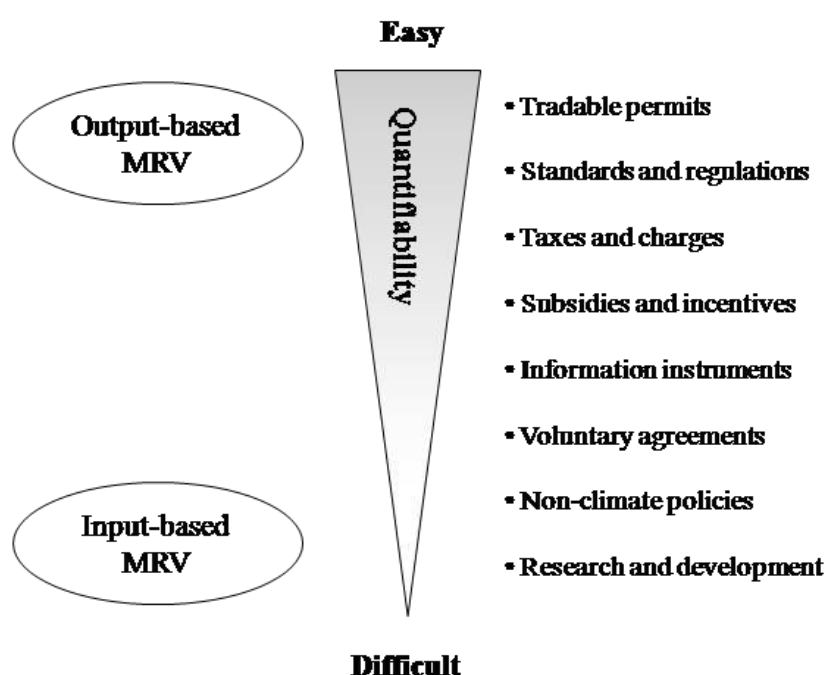 Easy
Output-based
MRV
Quantifiability
• Tradable permits
• Standards and regulations
• Taxes and charges
• Subsidies and incentives
• Information instruments
• Voluntary agreements
• Non-climate policies
• Research and development
Input-based
MRV
Difficult